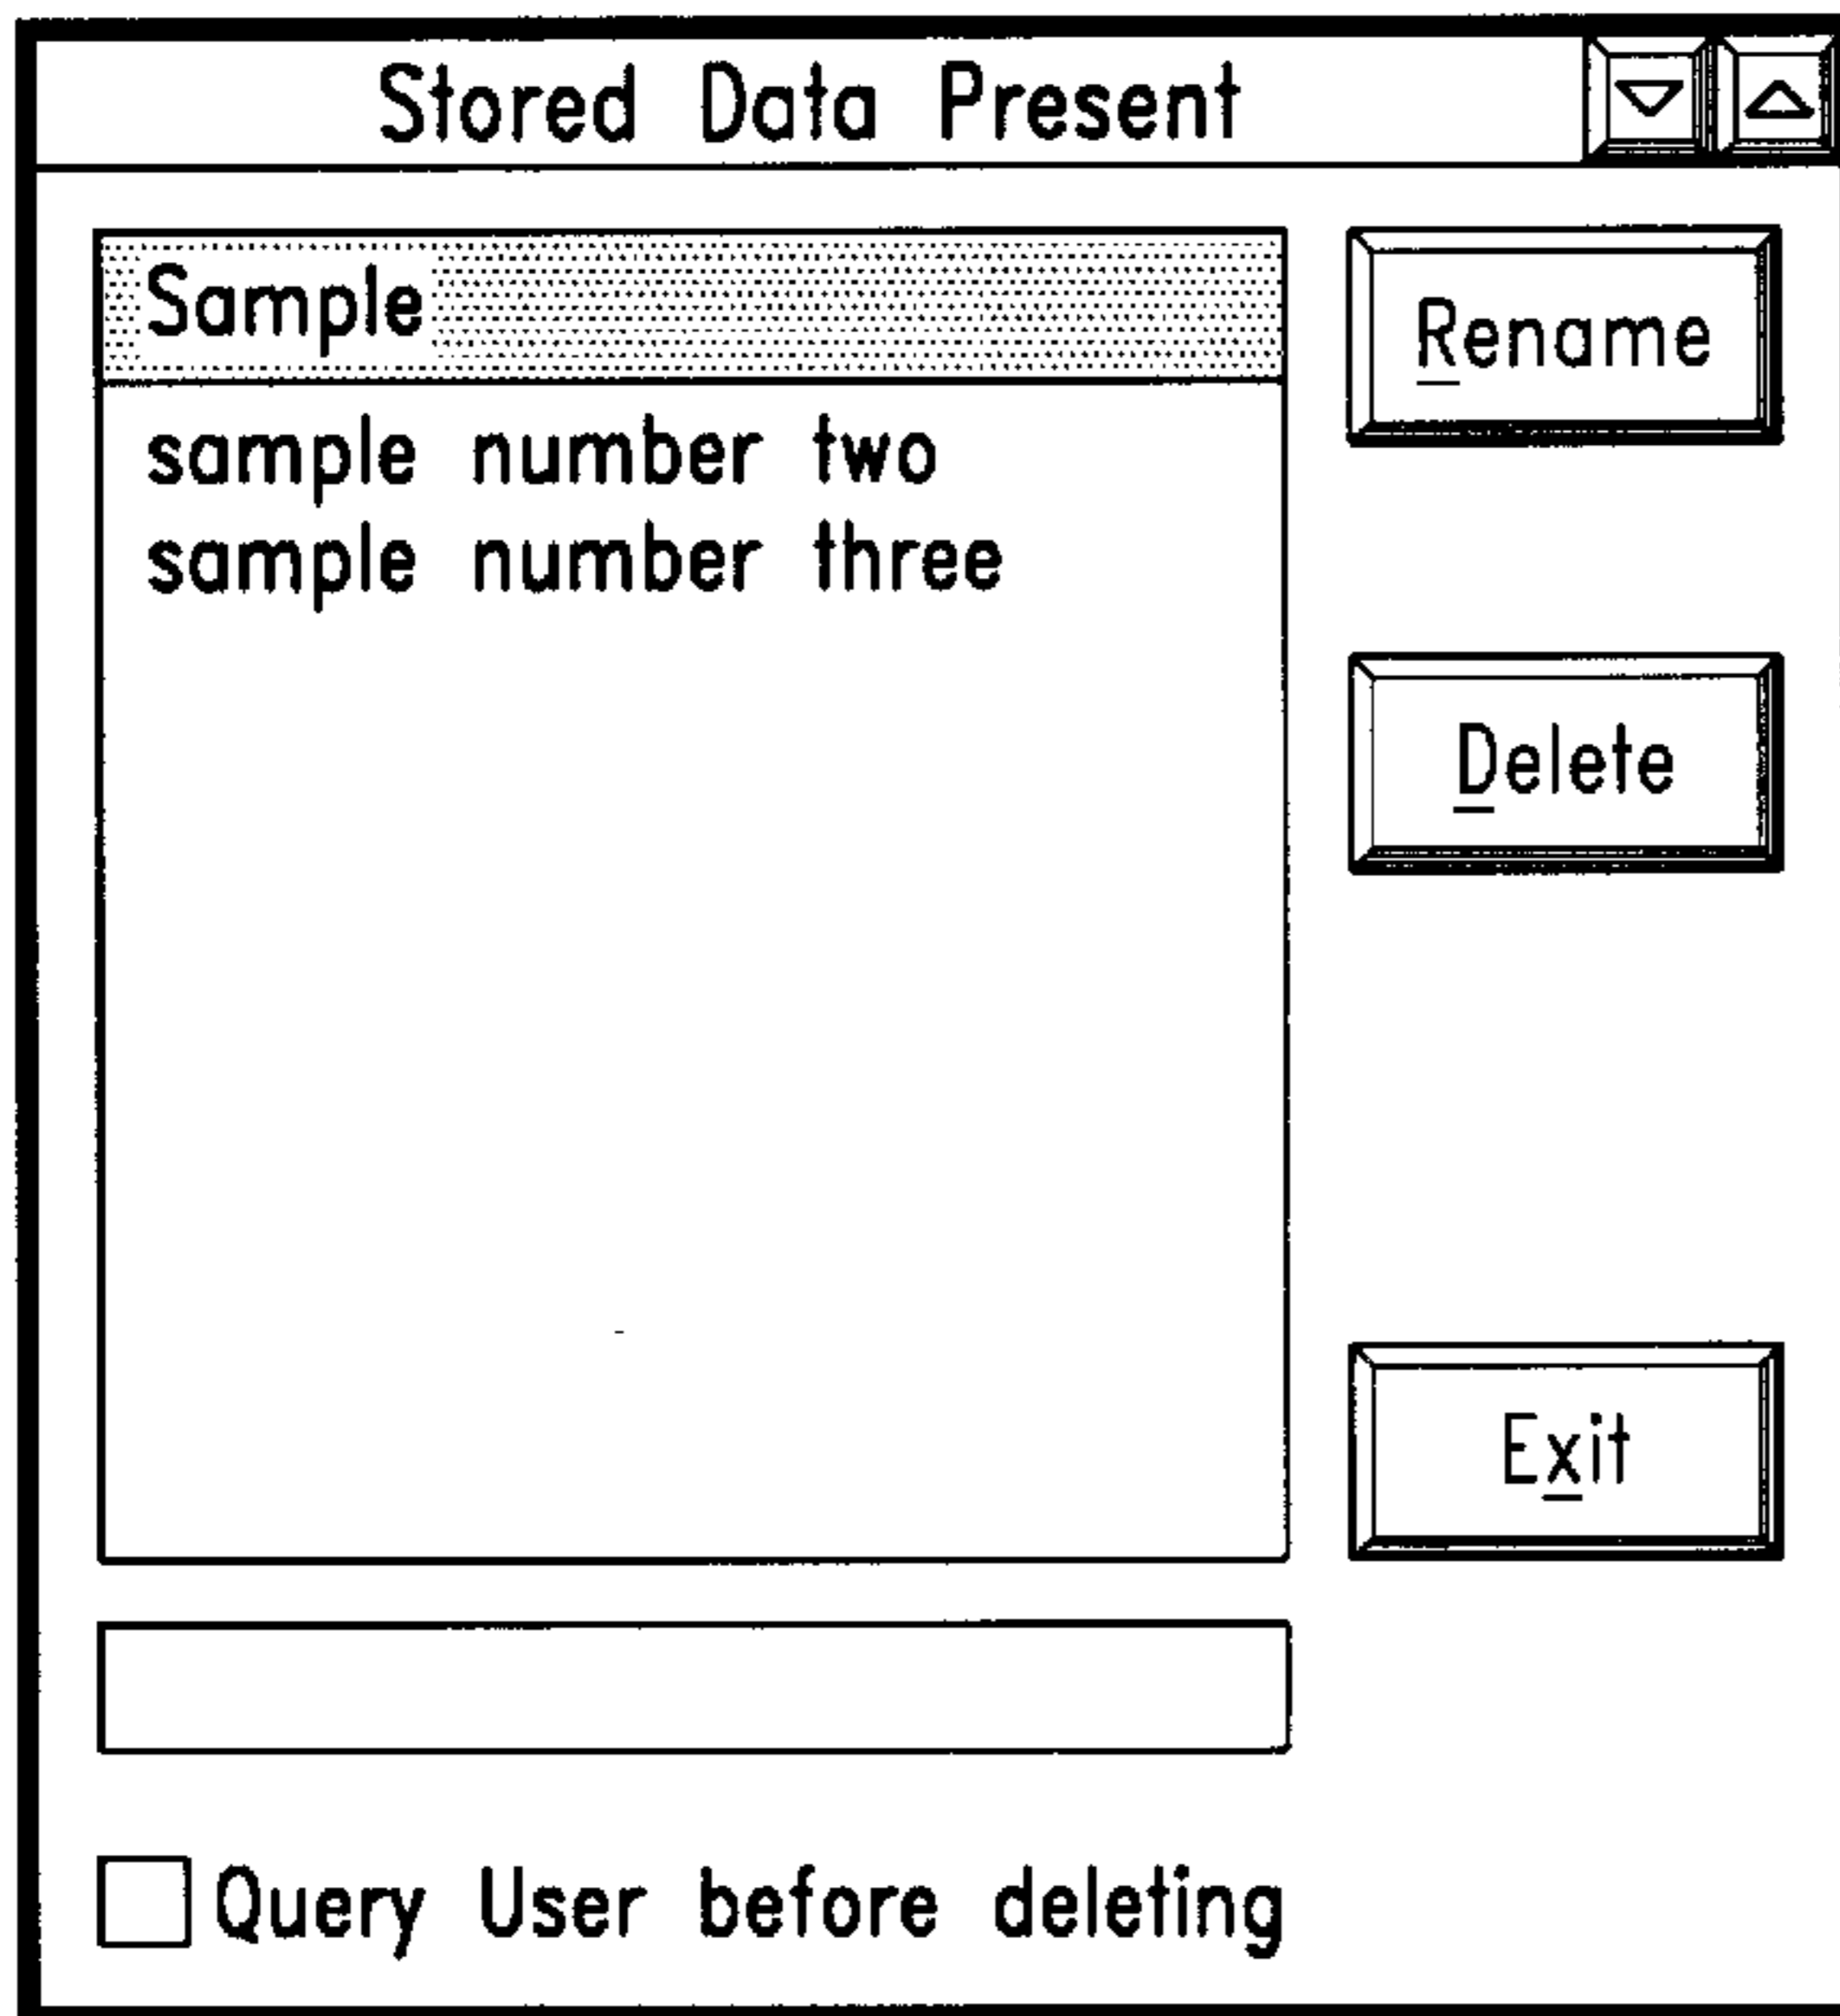 Stored Data Present
Sample
sample number two
sample number three
Rename
Delete
Exit
Query User before deleting